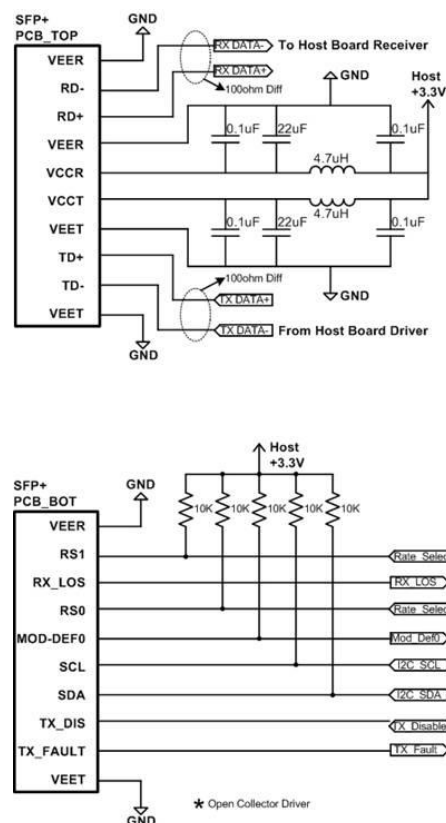 SFP+
PCB_TOP
GND
VEER
RD-
RD+
VEER
VCCR
VCCT
VEET
TD+
TD-
VEET
GND
RX DATA-
To Host Board Receiver
RX DATA+
100ohm Diff
GND
Host
+3.3V
0.1uF
22uF
0.1uF
4.7uH
4.7uH
0.1uF
22uF
0.1uF
GND
100ohm Diff
TX DATA+
TX DATA-
From Host Board Driver
Host
+3.3V
SFP+
PCB_BOT
GND
10K
10K
10K
10K
10K
VEER
RS1
Rate_Selec
RX_LOS
RX_LOS
RS0
Rate_Selec
MOD-DEF0
Mod_Def0
SCL
I2C_SCL
SDA
I2C_SDA
TX_DIS
TX_Disable
TX_FAULT
TX_Fault
VEET
GND
* Open Collector Driver